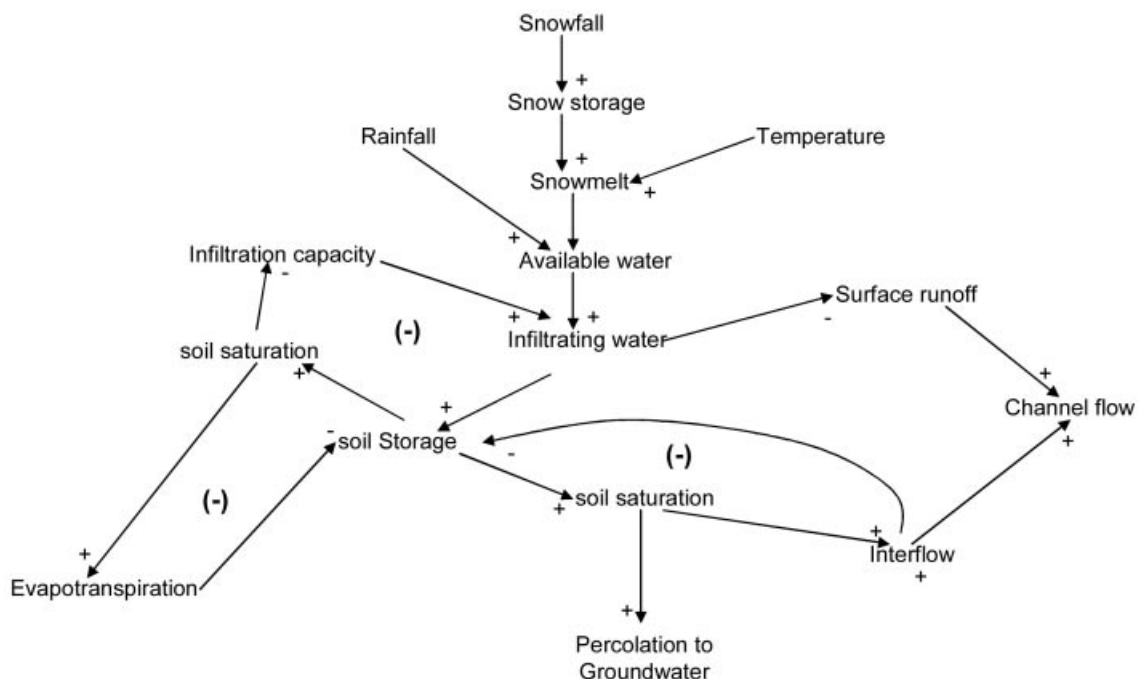 Snowfall
+
Snow storage
Rainfall
Temperature
+
Snowmelt
+
+
Infiltration capacity
-
Available water
Surface runoff
-
+
+
(-)
Infiltrating water
soil saturation
+
+
Channel flow
+
+
-
soil Storage
-
(-)
(-)
+
soil saturation
+
Interflow
+
+
Evapotranspiration
+
Percolation to
Groundwater